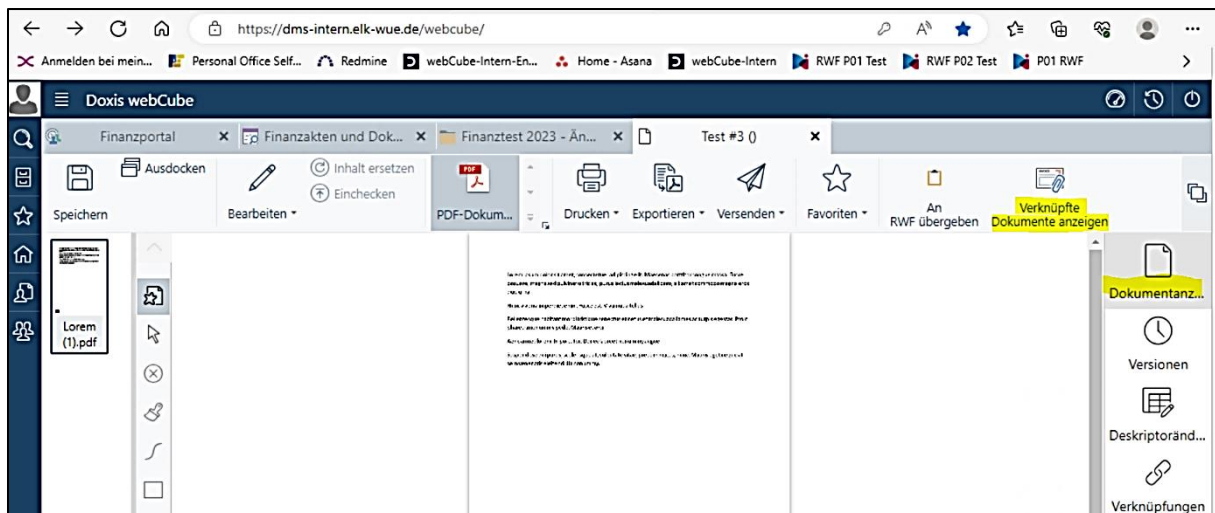 https://dms-intern.elk-wue.de/webcube/
Anmelden bei mein... Personal Office Self... Redmine webCube-Intern-En... Home - Asana webCube-Intern RWF P01 Test RWF P02 Test P01 RWF
Doxis webCube
Finanzportal Finanzakten und Dok... Finanztest 2023 - Än... Test #3 ()
Speichern Ausdocken Bearbeiten Inhalt ersetzen Einchecken PDF-Dokum... Drucken Exportieren Versenden Favoriten An RWF übergeben Verknüpfte Dokumente anzeigen
Lorem (1).pdf
Dokumentanz...
Versionen
Deskriptoränd...
Verknüpfungen